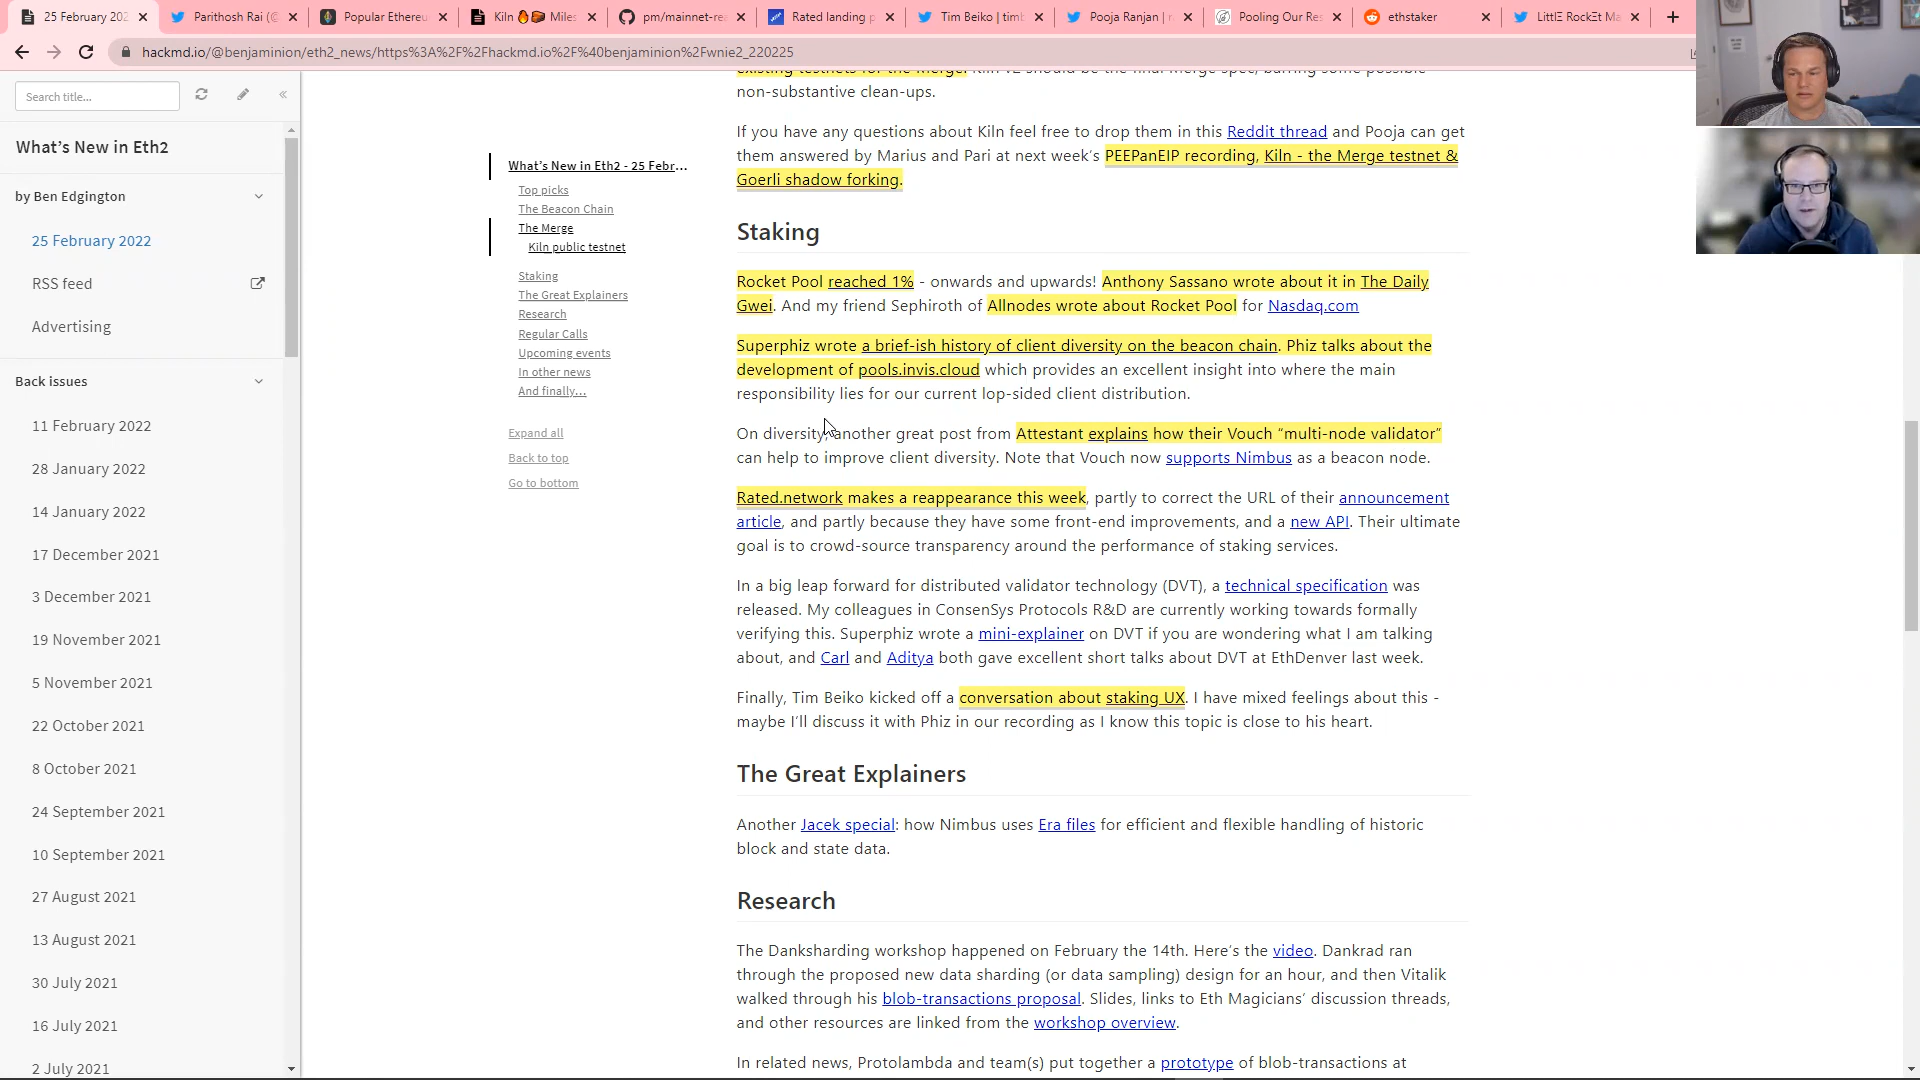 25 February 202
Parithosh Rai (@
Popular Ethereu
Kiln 🔥🧱 Miles
pm/mainnet-re
Rated landing p
Tim Beiko | timb
Pooja Ranjan | r
Pooling Our Res
ethstaker
LittlΞ RockΞt Ma
hackmd.io/@benjaminion/eth2_news/https%3A%2F%2Fhackmd.io%2F%40benjaminion%2Fwnie2_220225
Search title...
What's New in Eth2
by Ben Edgington
25 February 2022
RSS feed
Advertising
Back issues
11 February 2022
28 January 2022
14 January 2022
17 December 2021
3 December 2021
19 November 2021
5 November 2021
22 October 2021
8 October 2021
24 September 2021
10 September 2021
27 August 2021
13 August 2021
30 July 2021
16 July 2021
2 July 2021
What's New in Eth2 - 25 Febr...
Top picks
The Beacon Chain
The Merge
Kiln public testnet
Staking
The Great Explainers
Research
Regular Calls
Upcoming events
In other news
And finally...
Expand all
Back to top
Go to bottom
existing testnets for the Merge. Kiln v2 should be the final merge spec, barring some possible
non-substantive clean-ups.
If you have any questions about Kiln feel free to drop them in this Reddit thread and Pooja can get
them answered by Marius and Pari at next week's PEEPanEIP recording, Kiln - the Merge testnet &
Goerli shadow forking.
Staking
Rocket Pool reached 1% - onwards and upwards! Anthony Sassano wrote about it in The Daily
Gwei. And my friend Sephiroth of Allnodes wrote about Rocket Pool for Nasdaq.com
Superphiz wrote a brief-ish history of client diversity on the beacon chain. Phiz talks about the
development of pools.invis.cloud which provides an excellent insight into where the main
responsibility lies for our current lop-sided client distribution.
On diversity, another great post from Attestant explains how their Vouch “multi-node validator”
can help to improve client diversity. Note that Vouch now supports Nimbus as a beacon node.
Rated.network makes a reappearance this week, partly to correct the URL of their announcement
article, and partly because they have some front-end improvements, and a new API. Their ultimate
goal is to crowd-source transparency around the performance of staking services.
In a big leap forward for distributed validator technology (DVT), a technical specification was
released. My colleagues in ConsenSys Protocols R&D are currently working towards formally
verifying this. Superphiz wrote a mini-explainer on DVT if you are wondering what I am talking
about, and Carl and Aditya both gave excellent short talks about DVT at EthDenver last week.
Finally, Tim Beiko kicked off a conversation about staking UX. I have mixed feelings about this -
maybe I'll discuss it with Phiz in our recording as I know this topic is close to his heart.
The Great Explainers
Another Jacek special: how Nimbus uses Era files for efficient and flexible handling of historic
block and state data.
Research
The Danksharding workshop happened on February the 14th. Here's the video. Dankrad ran
through the proposed new data sharding (or data sampling) design for an hour, and then Vitalik
walked through his blob-transactions proposal. Slides, links to Eth Magicians' discussion threads,
and other resources are linked from the workshop overview.
In related news, Protolambda and team(s) put together a prototype of blob-transactions at